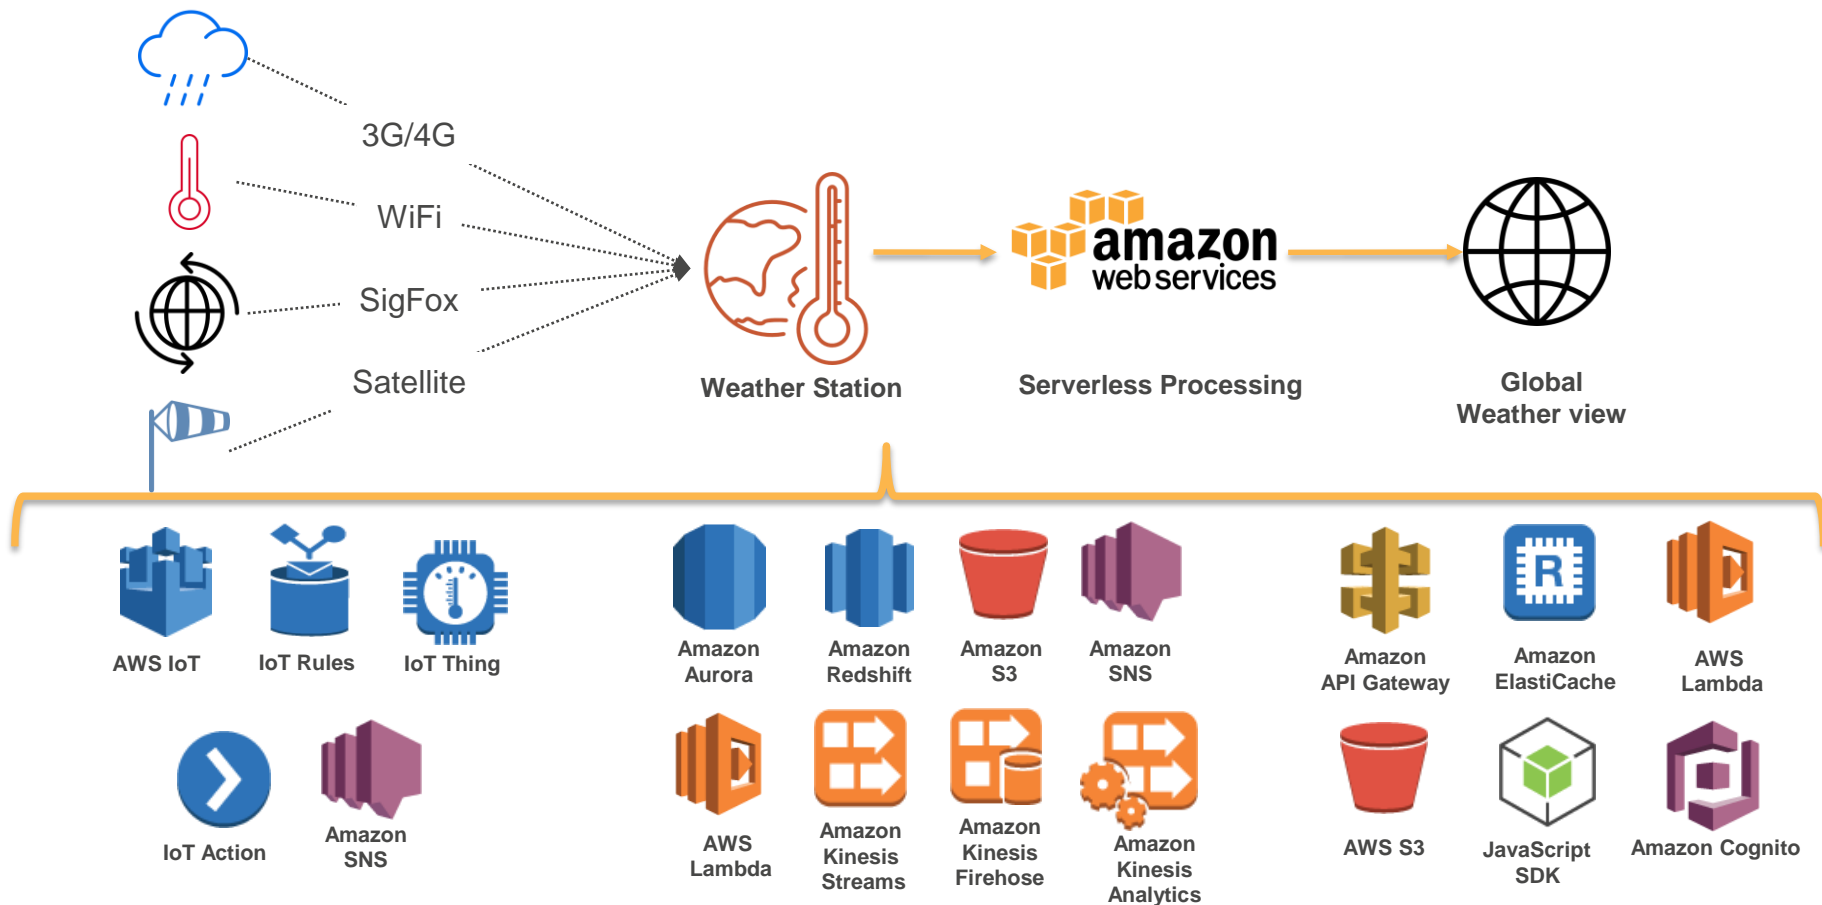 3G/4G
WiFi
SigFox
Satellite
Weather Station
amazon
web services
Serverless Processing
Global
Weather view
AWS IoT
IoT Rules
IoT Thing
IoT Action
Amazon
SNS
Amazon
Aurora
Amazon
Redshift
Amazon
S3
Amazon
SNS
AWS
Lambda
Amazon
Kinesis
Streams
Amazon
Kinesis
Firehose
Amazon
Kinesis
Analytics
Amazon
API Gateway
R
Amazon
ElastiCache
AWS
Lambda
AWS S3
JavaScript
SDK
Amazon Cognito